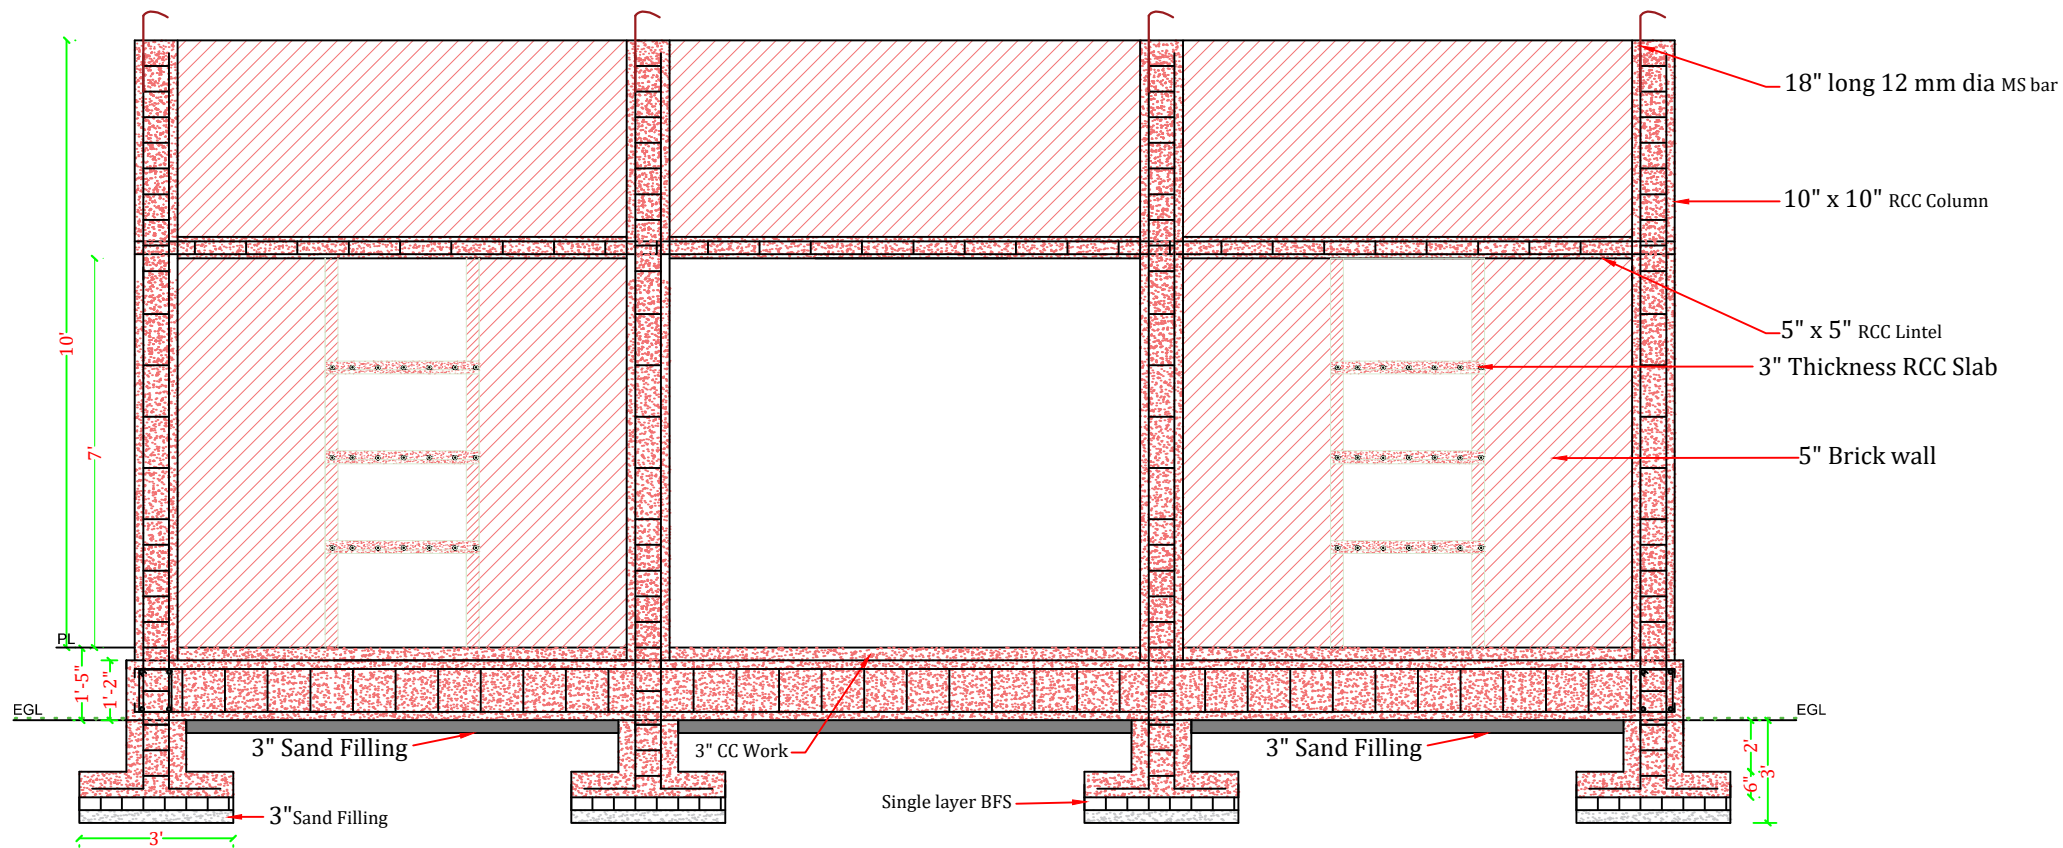 18" long 12 mm dia MS bar
10" x 10" RCC Column
10'
5" x 5" RCC Lintel
3" Thickness RCC Slab
7'
5" Brick wall
PL
1'-5"
1'-2"
EGL
EGL
3" Sand Filling
3" CC Work
3" Sand Filling
2'
3'
6"
Single layer BFS
3"Sand Filling
3'